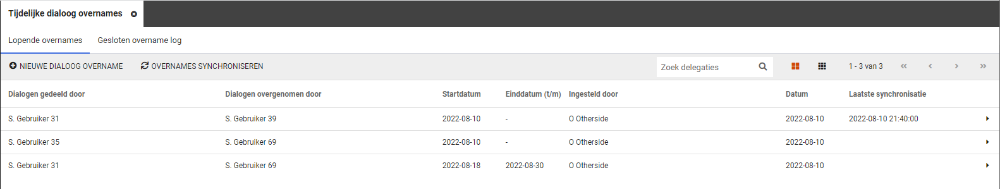 Tijdelijke dialoog overnames
Lopende overnames Gesloten overname log
NIEUWE DIALOOG OVERNAME OVERNAMES SYNCHRONISEREN Zoek delegaties 1 - 3 van 3
Dialogen gedeeld door Dialogen overgenomen door Startdatum Einddatum (t/m) Ingesteld door Datum Laatste synchronisatie
S. Gebruiker 31 S. Gebruiker 39 2022-08-10 - O Otherside 2022-08-10 2022-08-10 21:40:00
S. Gebruiker 35 S. Gebruiker 69 2022-08-10 - O Otherside 2022-08-10
S. Gebruiker 31 S. Gebruiker 69 2022-08-18 2022-08-30 O Otherside 2022-08-10